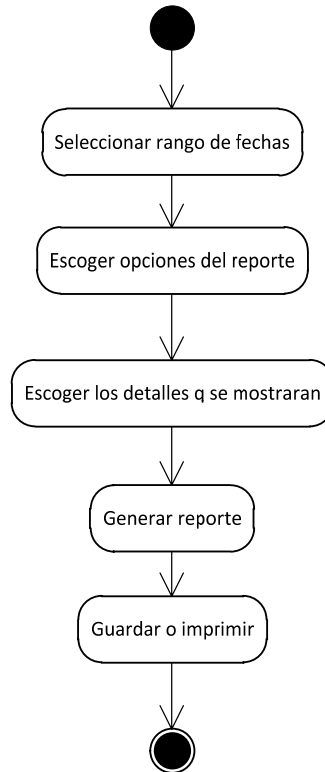 Seleccionar rango de fechas
Escoger opciones del reporte
Escoger los detalles q se mostraran
Generar reporte
Guardar o imprimir